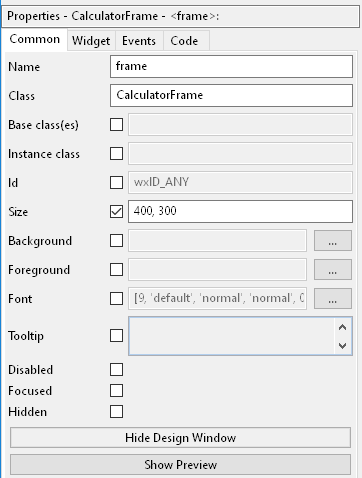 Properties - CalculatorFrame - <frame>:
Common Widget Events Code
Name frame
Class CalculatorFrame
Base class(es)
Instance class
Id wxID_ANY
Size 400, 300
Background ...
Foreground ...
Font [9, 'default', 'normal', 'normal', 0 ...
Tooltip
Disabled
Focused
Hidden
Hide Design Window
Show Preview